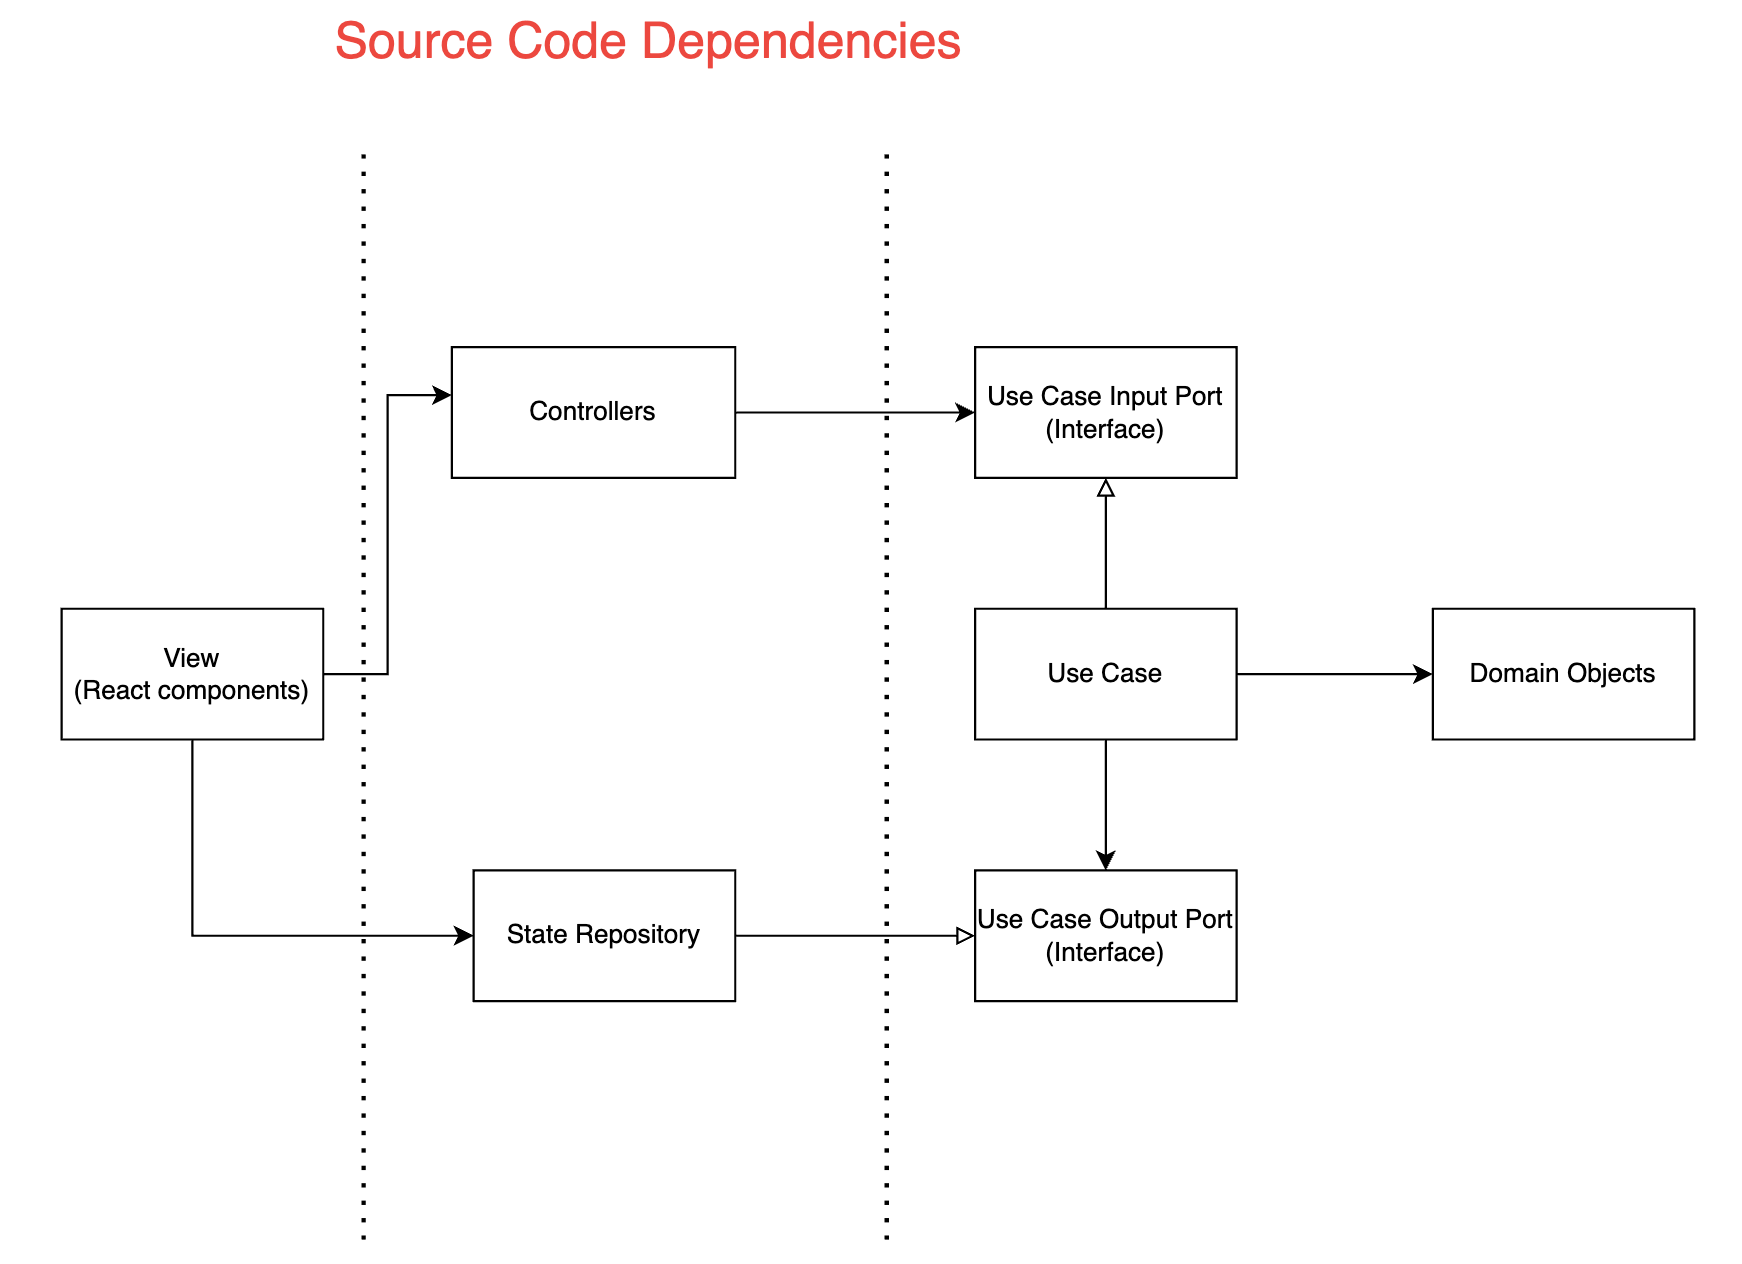 Source Code Dependencies
Controllers
Use Case Input Port
(Interface)
View
(React components)
Use Case
Domain Objects
State Repository
Use Case Output Port
(Interface)